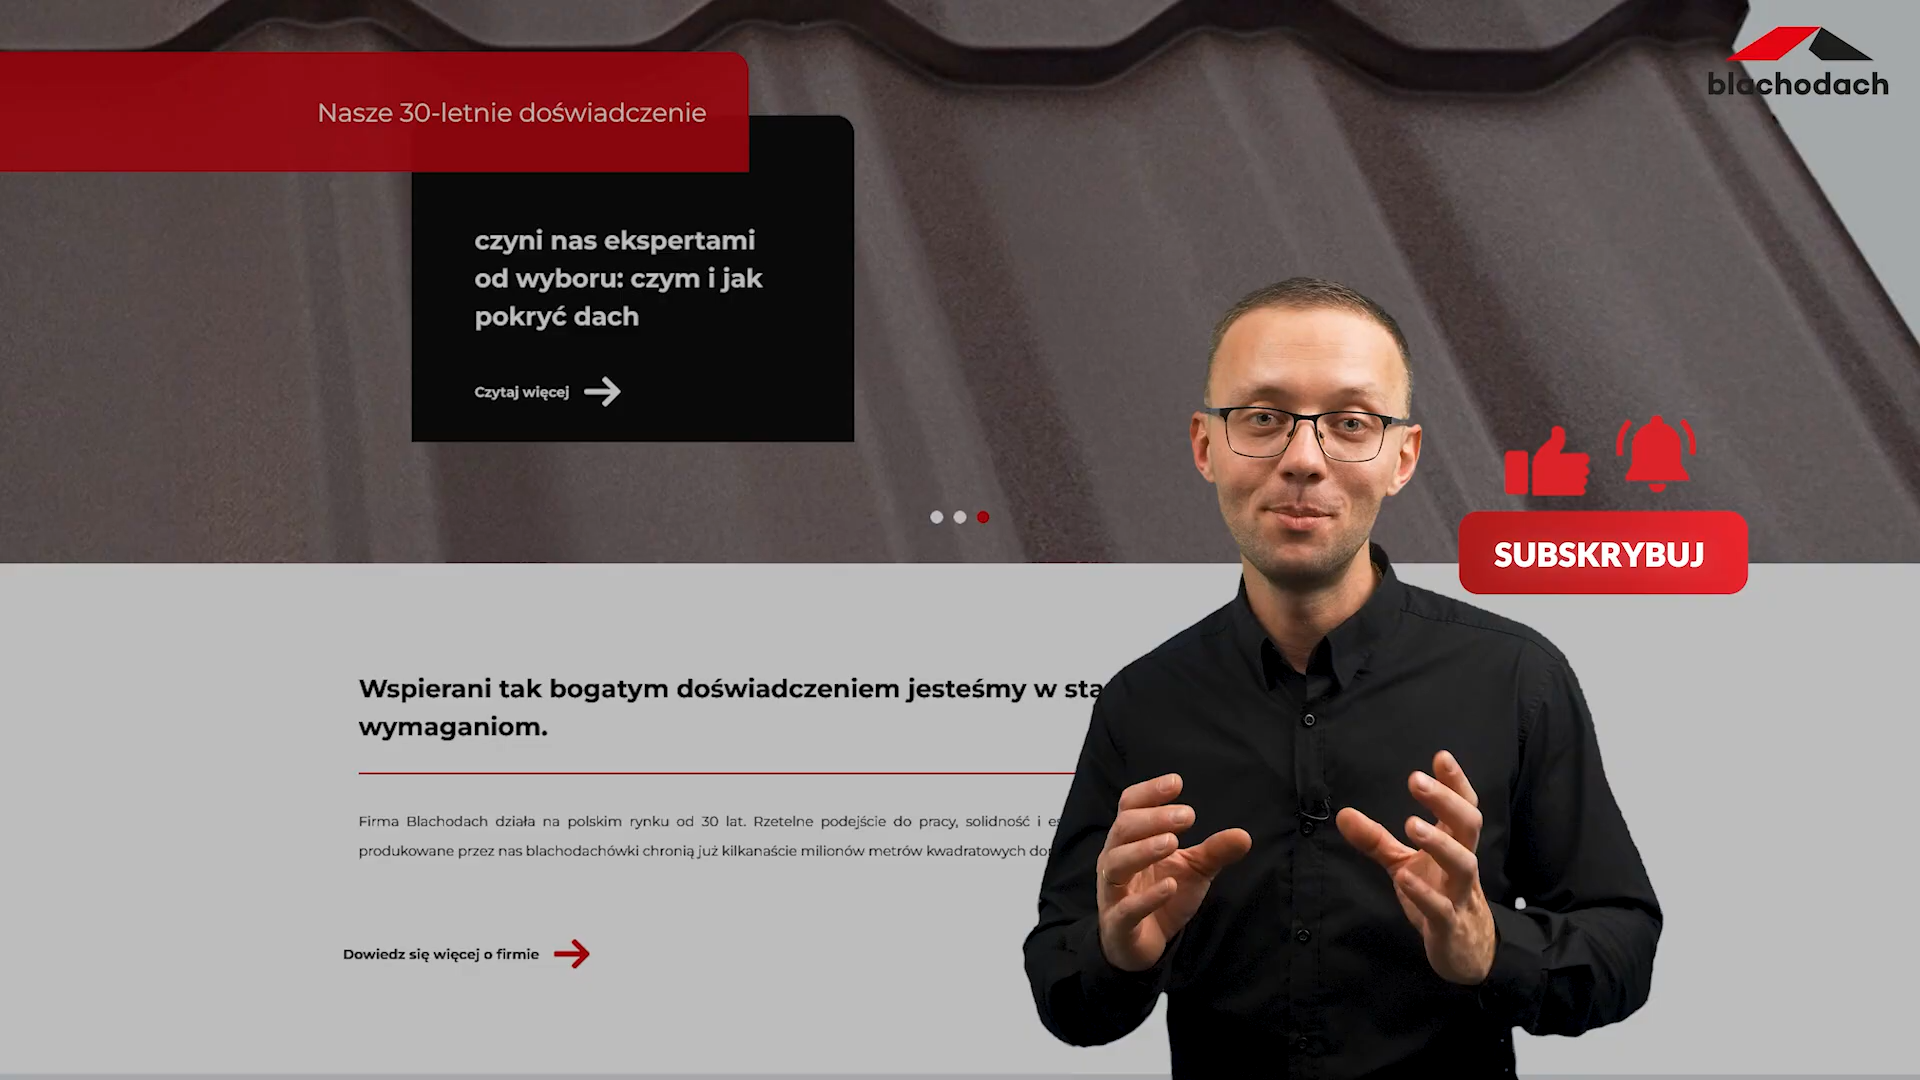 blachodach
Nasze 30-letnie doświadczenie
czyni nas ekspertami
od wyboru: czym i jak
pokryć dach
Czytaj więcej
SUBSKRYBUJ
Wspierani tak bogatym doświadczeniem jesteśmy w
wymaganiom.
Firma Blachodach działa na polskim rynku od 30 lat. Rzetelne podejście do pracy, solidność i
produkowane przez nas blachodachówki chronią już kilkanaście milionów metrów kwadratowych
Dowiedz się więcej o firmie